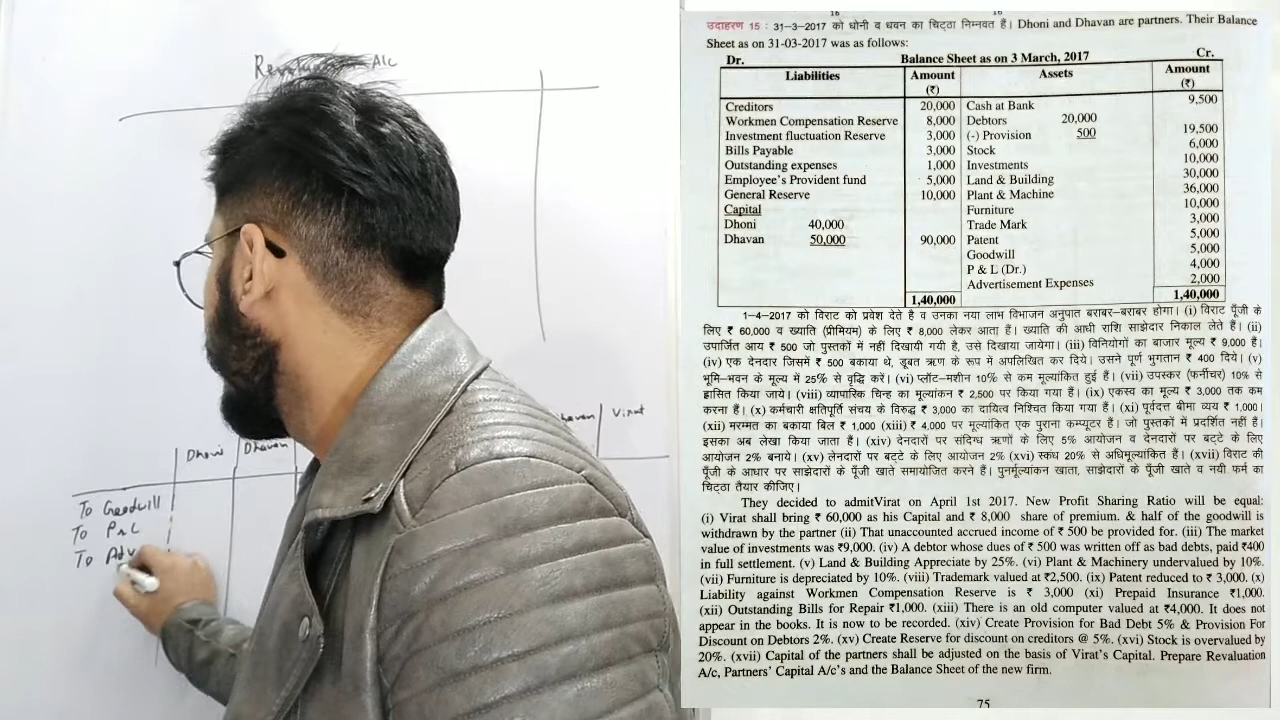 Revaluation A/c
Dhoni Dhavan
Dhavan Virat
To Goodwill
To P&L
To Adv
16 16
उदाहरण 15 : 31-3-2017 को धोनी व धवन का चिट्ठा निम्नवत है। Dhoni and Dhavan are partners. Their Balance
Sheet as on 31-03-2017 was as follows:
Dr. Balance Sheet as on 3 March, 2017 Cr.
Liabilities Amount (₹) Assets Amount (₹)
Creditors 20,000 Cash at Bank 9,500
Workmen Compensation Reserve 8,000 Debtors 20,000
Investment fluctuation Reserve 3,000 (-) Provision 500 19,500
Bills Payable 3,000 Stock 6,000
Outstanding expenses 1,000 Investments 10,000
Employee's Provident fund 5,000 Land & Building 30,000
General Reserve 10,000 Plant & Machine 36,000
Capital Furniture 10,000
Dhoni 40,000 Trade Mark 3,000
Dhavan 50,000 90,000 Patent 5,000
Goodwill 5,000
P & L (Dr.) 4,000
Advertisement Expenses 2,000
1,40,000 1,40,000
1-4-2017 को विराट को प्रवेश देते है व उनका नया लाभ विभाजन अनुपात बराबर-बराबर होगा। (i) विराट पूँजी के
लिए ₹ 60,000 व ख्याति (प्रीमियम) के लिए ₹ 8,000 लेकर आता है। ख्याति की आधी राशि साझेदार निकाल लेते है। (ii)
उपार्जित आय ₹ 500 जो पुस्तकों में नहीं दिखायी गयी है, उसे दिखाया जायेगा। (iii) विनियोगों का बाजार मूल्य ₹ 9,000 है।
(iv) एक देनदार जिसमें ₹ 500 बकाया थे, डूबत ऋण के रूप में अपलिखित कर दिये। उसने पूर्ण भुगतान ₹ 400 दिये। (v)
भूमि-भवन के मूल्य में 25% से वृद्धि करें। (vi) प्लॉट-मशीन 10% से कम मूल्यांकित हुई है। (vii) उपस्कर (फर्नीचर) 10% से
ह्रासित किया जाये। (viii) व्यापारिक चिन्ह का मूल्यांकन ₹ 2,500 पर किया गया है। (ix) एकस्व का मूल्य ₹ 3,000 तक कम
करना है। (x) कर्मचारी क्षतिपूर्ति संचय के विरुद्ध ₹ 3,000 का दायित्व निश्चित किया गया है। (xi) पूर्वदत्त बीमा व्यय ₹ 1,000।
(xii) मरम्मत का बकाया बिल ₹ 1,000 (xiii) ₹ 4,000 पर मूल्यांकित एक पुराना कम्प्यूटर है। जो पुस्तकों में प्रदर्शित नहीं है।
इसका अब लेखा किया जाता है। (xiv) देनदारों पर संदिग्ध ऋणों के लिए 5% आयोजन व देनदारों पर बट्टे के लिए
आयोजन 2% बनाये। (xv) लेनदारों पर बट्टे के लिए आयोजन 2% (xvi) स्कंध 20% से अधिमूल्यांकित है। (xvii) विराट की
पूँजी के आधार पर साझेदारों के पूँजी खाते समायोजित करने हैं। पुनर्मूल्यांकन खाता, साझेदारों के पूँजी खाते व नयी फर्म का
चिट्ठा तैयार कीजिए।
They decided to admitVirat on April 1st 2017. New Profit Sharing Ratio will be equal:
(i) Virat shall bring ₹ 60,000 as his Capital and ₹ 8,000 share of premium. & half of the goodwill is
withdrawn by the partner (ii) That unaccounted accrued income of ₹ 500 be provided for. (iii) The market
value of investments was ₹9,000. (iv) A debtor whose dues of ₹ 500 was written off as bad debts, paid ₹400
in full settlement. (v) Land & Building Appreciate by 25%. (vi) Plant & Machinery undervalued by 10%.
(vii) Furniture is depreciated by 10%. (viii) Trademark valued at ₹2,500. (ix) Patent reduced to ₹ 3,000. (x)
Liability against Workmen Compensation Reserve is ₹ 3,000 (xi) Prepaid Insurance ₹1,000.
(xii) Outstanding Bills for Repair ₹1,000. (xiii) There is an old computer valued at ₹4,000. It does not
appear in the books. It is now to be recorded. (xiv) Create Provision for Bad Debt 5% & Provision For
Discount on Debtors 2%. (xv) Create Reserve for discount on creditors @ 5%. (xvi) Stock is overvalued by
20%. (xvii) Capital of the partners shall be adjusted on the basis of Virat's Capital. Prepare Revaluation
A/c, Partners' Capital A/c's and the Balance Sheet of the new firm.
75